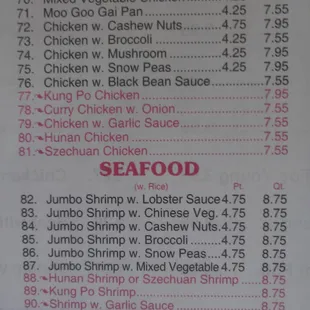 71. Moo Goo Gai Pan 4.25 7.55
72. Chicken w. Cashew Nuts 4.75 7.95
73. Chicken w. Broccoli 4.25 7.55
74. Chicken w. Mushroom 4.25 7.95
75. Chicken w. Snow Peas 4.25 7.95
76. Chicken w. Black Bean Sauce 7.55
77. Kung Po Chicken 7.95
78. Curry Chicken w. Onion 7.55
79. Chicken w. Garlic Sauce 7.55
80. Hunan Chicken 7.55
81. Szechuan Chicken 7.55
SEAFOOD
(w. Rice) Pt. Qt.
82. Jumbo Shrimp w. Lobster Sauce 4.75 8.75
83. Jumbo Shrimp w. Chinese Veg. 4.75 8.75
84. Jumbo Shrimp w. Cashew Nuts. 4.75 8.75
85. Jumbo Shrimp w. Broccoli 4.75 8.75
86. Jumbo Shrimp w. Snow Peas 4.75 8.75
87. Jumbo Shrimp w. Mixed Vegetable 4.75 8.75
88. Hunan Shrimp or Szechuan Shrimp 8.75
89. Kung Po Shrimp 8.75
90. Shrimp w. Garlic Sauce 8.75